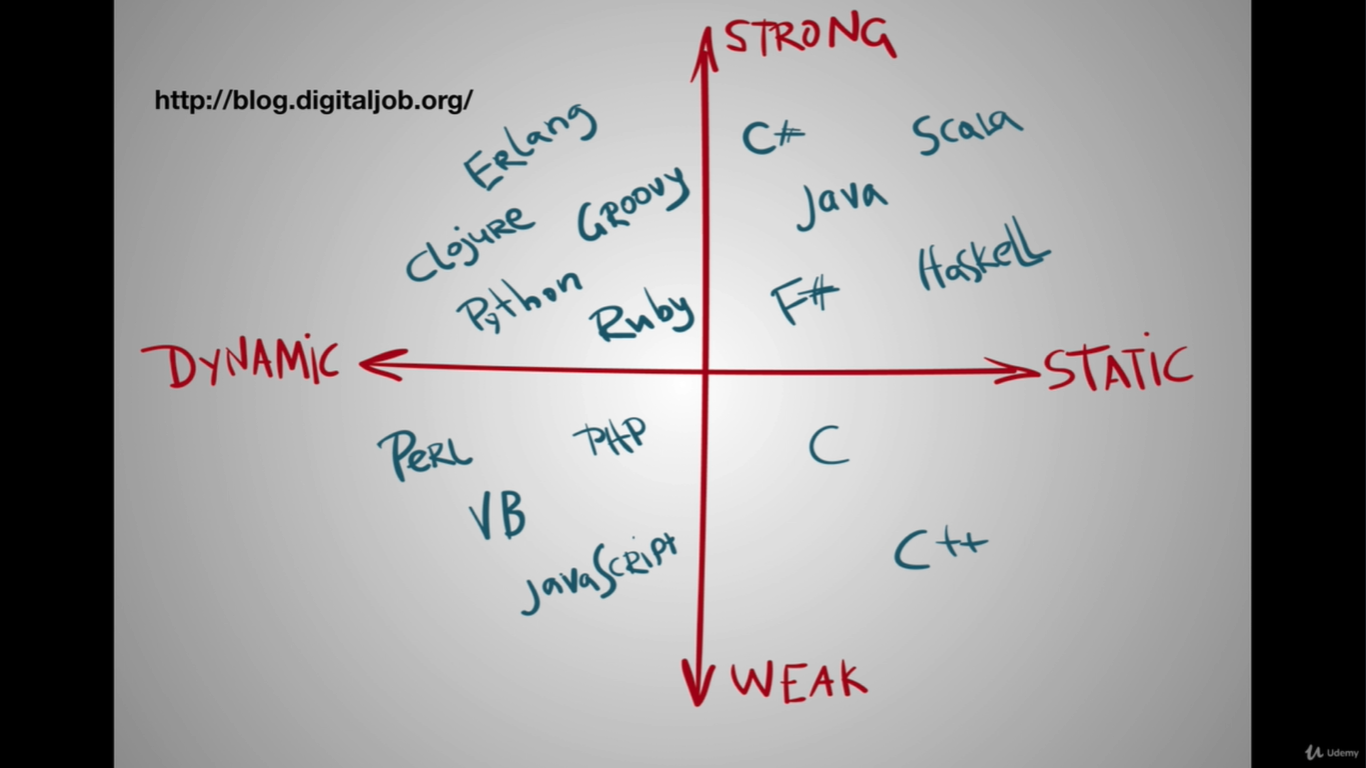 STRONG
http://blog.digitaljob.org/
ERLang
C#
Scala
Clojure
GROOVY
Java
Python
Ruby
F#
Haskell
DYNAMiC
STATiC
PERL
PHP
C
VB
JavaScript
C++
WEAK
Udemy